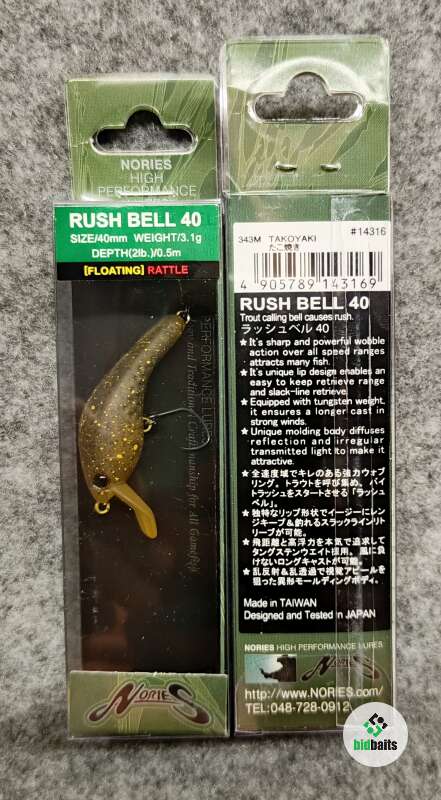 NORIES
HIGH
PERFORMANCE
RUSH BELL 40
SIZE/40mm WEIGHT/3.1g
DEPTH(2lb.)/0.5m
[FLOATING] RATTLE
PERFORMANCE LURES
and Traditional Craftmanship for All Gamefish
NORIES
343M TAKOYAKI
たこ焼き
#14316
4 905789 143169
RUSH BELL 40
Trout calling bell causes rush.
ラッシュベル 40
★It's sharp and powerful wobble
action over all speed ranges
attracts many fish.
★It's unique lip design enables an
easy to keep retrieve range
and slack-line retrieve.
★Equipped with tungsten weight,
it ensures a longer cast in
strong winds.
★Unique molding body diffuses
reflection and irregular
transmitted light to make it
attractive.
★全速度域でキレのある強力ウォブ
リング。トラウトを呼び集め、バイ
トラッシュをスタートさせる「ラッシュ
ベル」。
★独特なリップ形状でイージーにレン
ジキープ&釣れるスラックラインリト
リーブが可能。
★飛距離と高浮力を本気で追求して
タングステンウエイト採用。風に負
けないロングキャストが可能。
★乱反射&乱透過で視覚アピールを
狙った異形モールディングボディ。
Made in TAIWAN
Designed and Tested in JAPAN
NORIES HIGH PERFORMANCE LURES
NORIES
http://www.NORIES.com/
TEL:048-728-0912
bidbaits